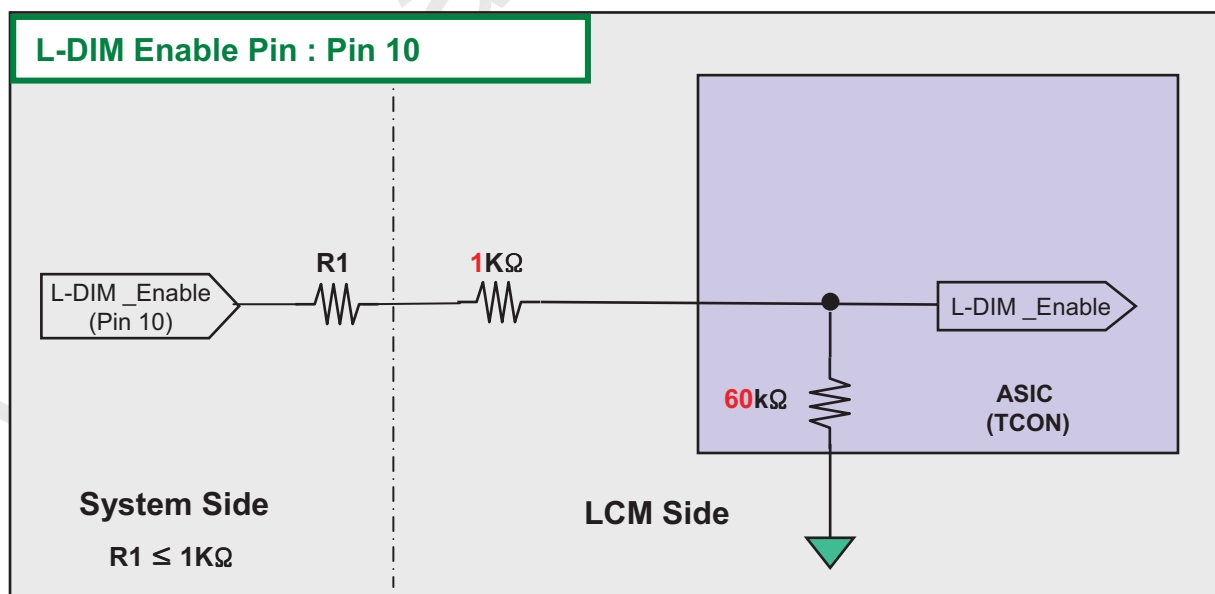 L-DIM Enable Pin : Pin 10
R1
1KΩ
L-DIM _Enable
(Pin 10)
L-DIM _Enable
60kΩ
ASIC
(TCON)
System Side
LCM Side
R1 ≤ 1KΩ